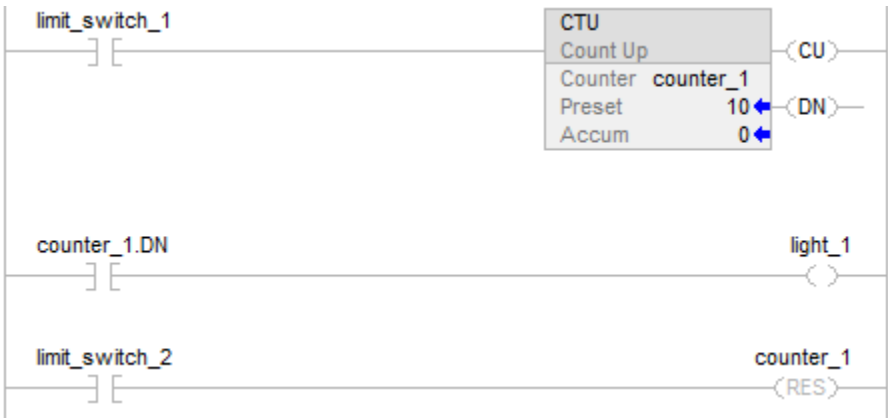 limit_switch_1
CTU
Count Up
CU
Counter counter_1
Preset 10
DN
Accum 0
counter_1.DN
light_1
limit_switch_2
counter_1
RES